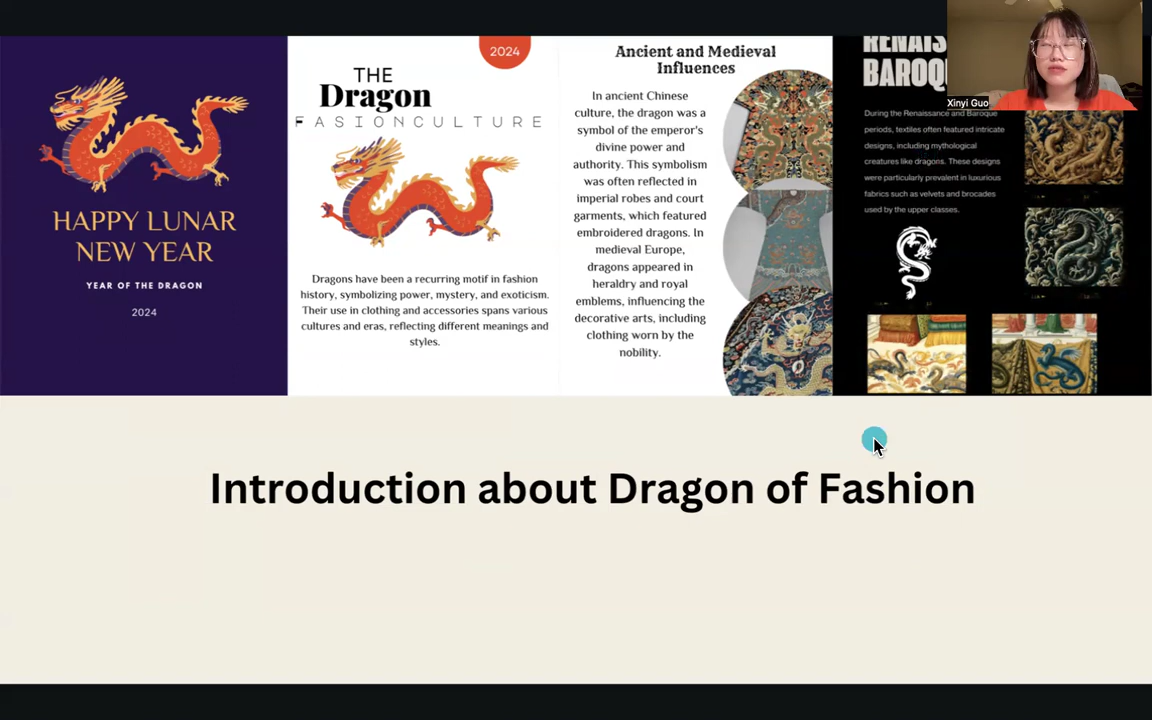 HAPPY LUNAR
NEW YEAR
YEAR OF THE DRAGON
2024
2024
THE
Dragon
FASIONCULTURE
Dragons have been a recurring motif in fashion
history, symbolizing power, mystery, and exoticism.
Their use in clothing and accessories spans various
cultures and eras, reflecting different meanings and
styles.
Ancient and Medieval
Influences
In ancient Chinese
culture, the dragon was a
symbol of the emperor's
divine power and
authority. This symbolism
was often reflected in
imperial robes and court
garments, which featured
embroidered dragons. In
medieval Europe,
dragons appeared in
heraldry and royal
emblems, influencing the
decorative arts, including
clothing worn by the
nobility.
RENAIS
BAROQ
During the Renaissance and Baroque
periods, textiles often featured intricate
designs, including mythological
creatures like dragons. These designs
were particularly prevalent in luxurious
fabrics such as velvets and brocades
used by the upper classes.
Xinyi Guo
Introduction about Dragon of Fashion